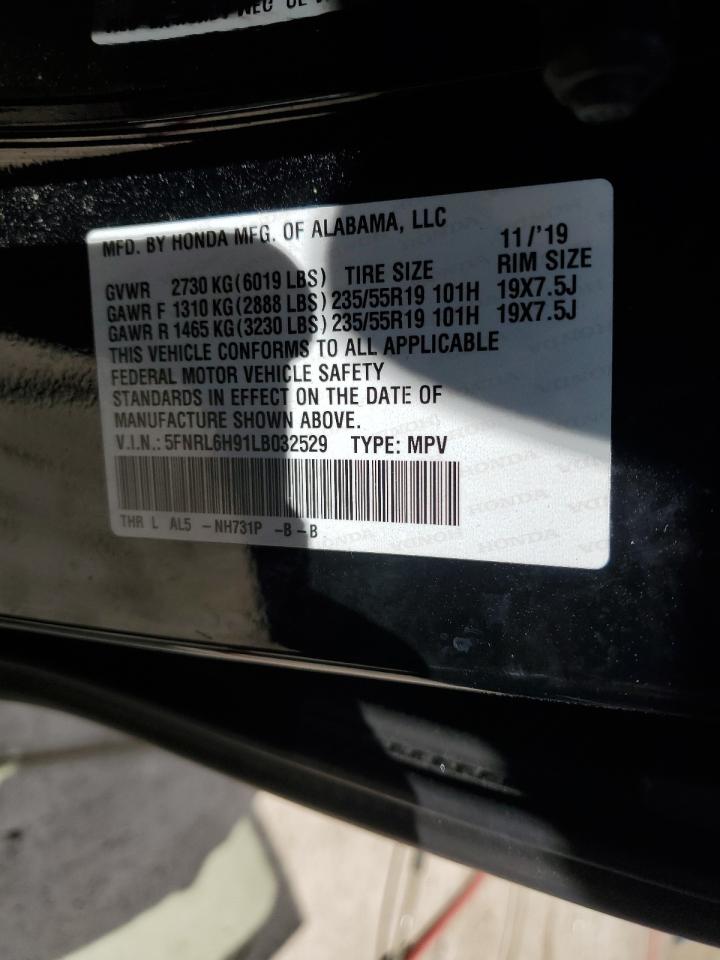 MFD. BY HONDA MFG. OF ALABAMA, LLC 11/'19
GVWR 2730 KG(6019 LBS) TIRE SIZE RIM SIZE
GAWR F 1310 KG(2888 LBS) 235/55R19 101H 19X7.5J
GAWR R 1465 KG(3230 LBS) 235/55R19 101H 19X7.5J
THIS VEHICLE CONFORMS TO ALL APPLICABLE
FEDERAL MOTOR VEHICLE SAFETY
STANDARDS IN EFFECT ON THE DATE OF
MANUFACTURE SHOWN ABOVE.
V.I.N.: 5FNRL6H91LB032529 TYPE: MPV
THR L AL5 -NH731P -B-B